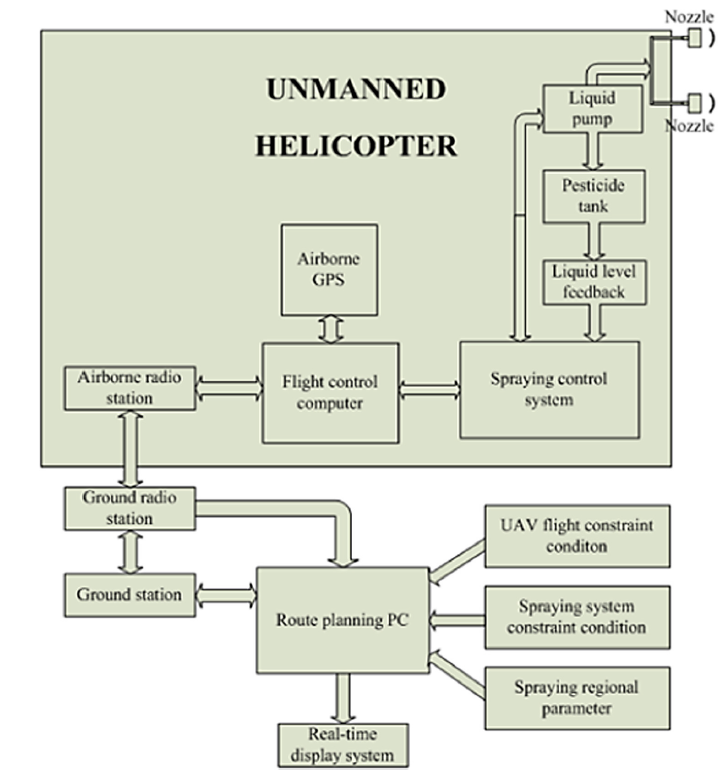 Nozzle
UNMANNED
HELICOPTER
Liquid
pump
Nozzle
Pesticide
tank
Airborne
GPS
Liquid level
feedback
Airborne radio
station
Flight control
computer
Spraying control
system
Ground radio
station
UAV flight constraint
conditon
Ground station
Route planning PC
Spraying system
constraint condition
Spraying regional
parameter
Real-time
display system